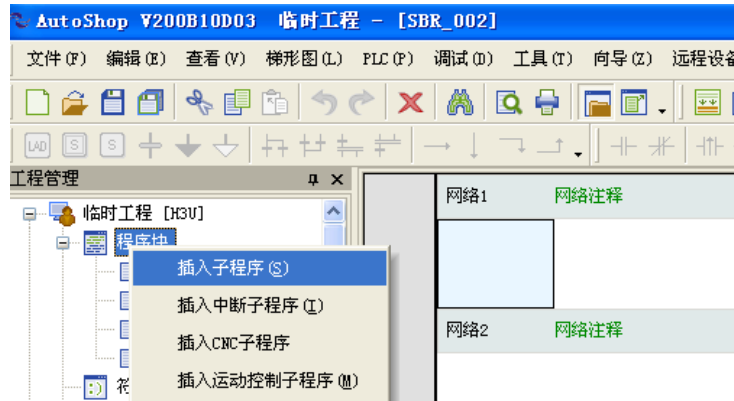 AutoShop V200B10D03 临时工程 - [SBR_002]
文件(F) 编辑(E) 查看(V) 梯形图(L) PLC(P) 调试(D) 工具(T) 向导(Z) 远程设备
LAD S S
工程管理
网络1 网络注释
临时工程 [H3U]
程序块
插入子程序(S)
插入中断子程序(I)
网络2 网络注释
插入CNC子程序
插入运动控制子程序(M)
符